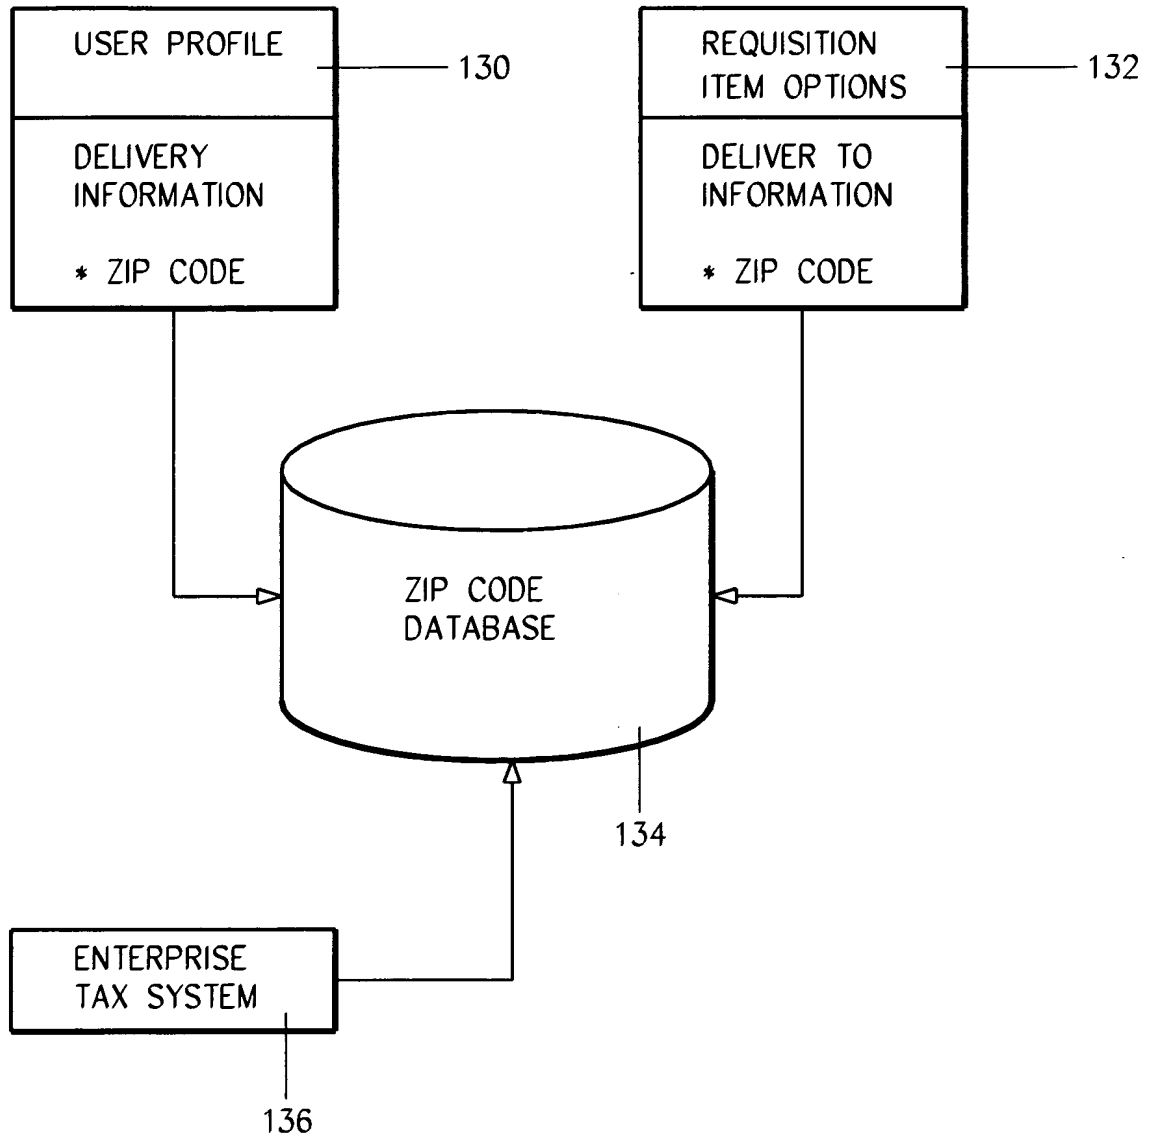 USER PROFILE
130
DELIVERY
INFORMATION
* ZIP CODE
REQUISITION
ITEM OPTIONS
132
DELIVER TO
INFORMATION
* ZIP CODE
ZIP CODE
DATABASE
134
ENTERPRISE
TAX SYSTEM
136